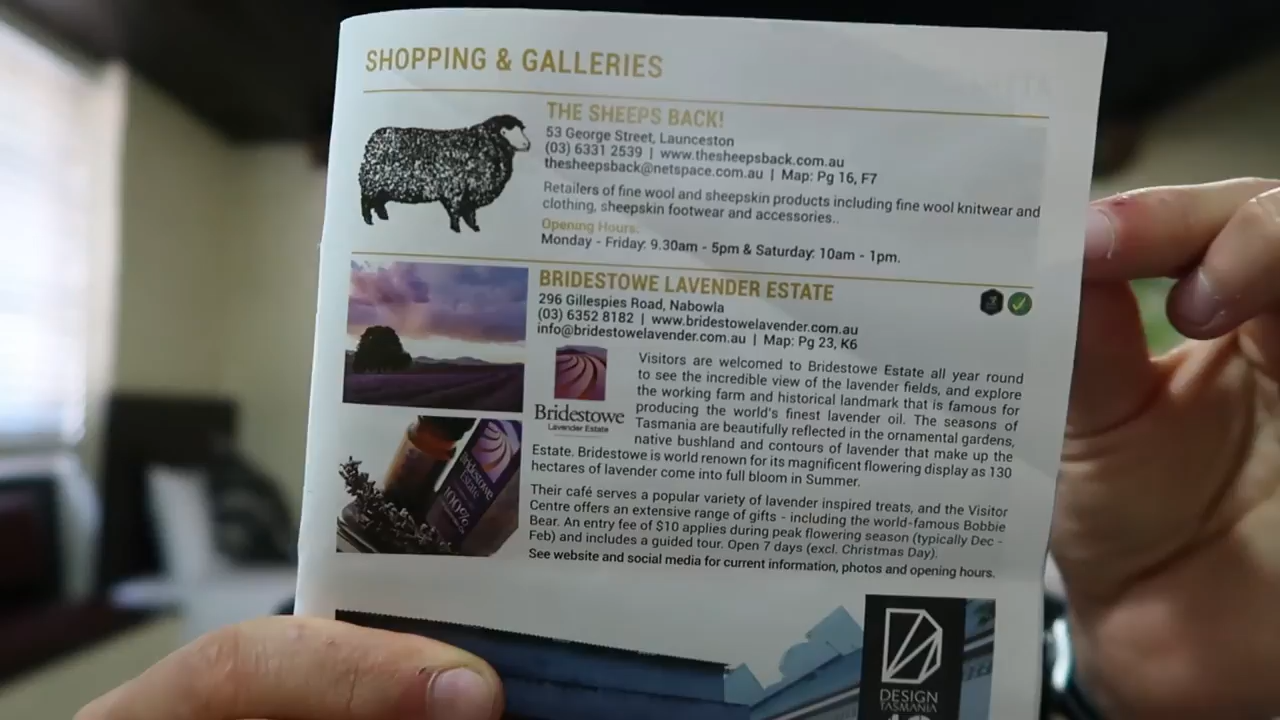 SHOPPING & GALLERIES
THE SHEEPS BACK!
53 George Street, Launceston
(03) 6331 2539 | www.thesheepsback.com.au
thesheepsback@netspace.com.au | Map: Pg 16, F7
Retailers of fine wool and sheepskin products including fine wool knitwear and
clothing, sheepskin footwear and accessories..
Opening Hours:
Monday - Friday: 9.30am - 5pm & Saturday: 10am - 1pm.
BRIDESTOWE LAVENDER ESTATE
296 Gillespies Road, Nabowla
(03) 6352 8182 | www.bridestowelavender.com.au
info@bridestowelavender.com.au | Map: Pg 23, K6
Bridestowe
Lavender Estate
Visitors are welcomed to Bridestowe Estate all year round
to see the incredible view of the lavender fields, and explore
the working farm and historical landmark that is famous for
producing the world's finest lavender oil. The seasons of
Tasmania are beautifully reflected in the ornamental gardens,
native bushland and contours of lavender that make up the
Estate. Bridestowe is world renown for its magnificent flowering display as 130
hectares of lavender come into full bloom in Summer.
Their café serves a popular variety of lavender inspired treats, and the Visitor
Centre offers an extensive range of gifts - including the world-famous Bobbie
Bear. An entry fee of $10 applies during peak flowering season (typically Dec -
Feb) and includes a guided tour. Open 7 days (excl. Christmas Day).
See website and social media for current information, photos and opening hours.
Bridestowe
Estate
100%
DESIGN
TASMANIA